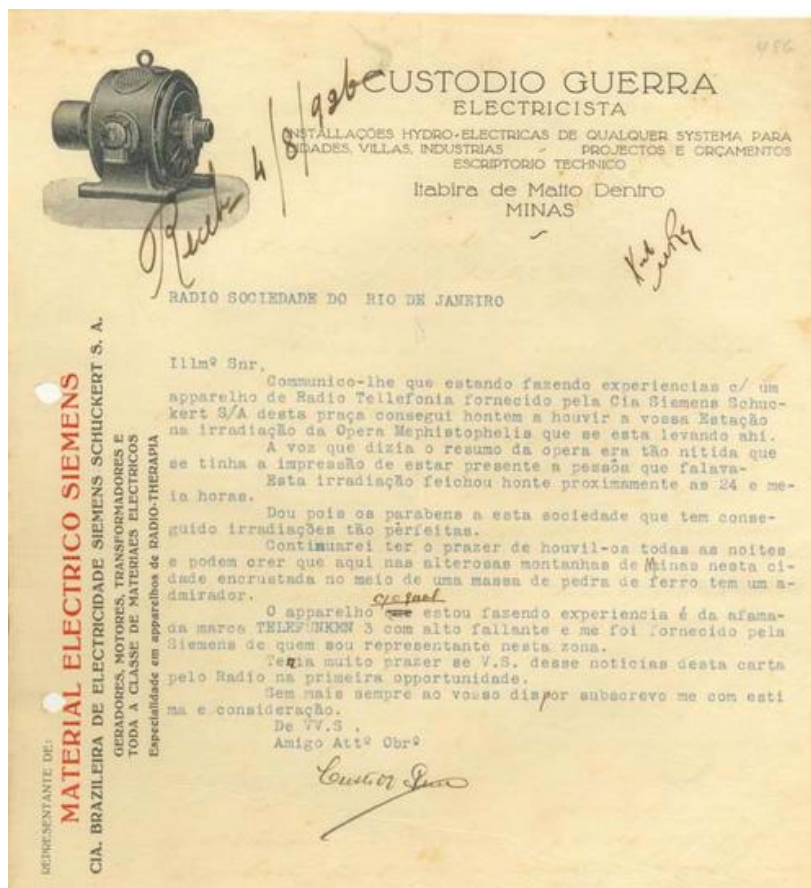 486
CUSTODIO GUERRA
ELECTRICISTA
INSTALLAÇÕES HYDRO-ELECTRICAS DE QUALQUER SYSTEMA PARA
CIDADES, VILLAS, INDUSTRIAS - PROJECTOS E ORÇAMENTOS
ESCRIPTORIO TECHNICO
Itabira de Matto Dentro
MINAS
4/8/926
RADIO SOCIEDADE DO RIO DE JANEIRO
Illmº Snr,
Communico-lhe que estando fazendo experiencias c/ um
apparelho de Radio Tellefonia fornecido pela Cia Siemens Schuc-
kert S/A desta praça consegui hontem a houvir a vossa Estação
na irradiação da Opera Mephistophelis que se esta levando ahi.
A voz que dizia o resumo da opera era tão nitida que
se tinha a impressão de estar presente a pessôa que falava-
Esta irradiação feichou honte proximamente as 24 e me-
ia horas.
Dou pois os parabens a esta sociedade que tem conse-
guido irradiações tão pèrfeitas.
Continuarei ter o prazer de houvil-os todas as noites
e podem crer que aqui nas alterosas montanhas de Minas nesta ci-
dade encrustada no meio de uma massa de pedra de ferro tem um a-
dmirador.
O apparelho estou fazendo experiencia é da afama-
da marca TELEFUNKEN 3 com alto fallante e me foi fornecido pela
Siemens de quem sou representante nesta zona.
Teria muito prazer se V.S. desse noticias desta carta
pelo Radio na primeira opportunidade.
Sem mais sempre ao vosso dispor subscrevo me com esti
ma e consideração.
De VV.S .
Amigo Attº Obrº
REPRESENTANTE DE:
MATERIAL ELECTRICO SIEMENS
CIA. BRAZILEIRA DE ELECTRICIDADE SIEMENS SCHUCKERT S. A.
GERADORES, MOTORES, TRANSFORMADORES E
TODA A CLASSE DE MATERIAES ELECTRICOS
Especialidade em apparelhos de RADIO-THERAPIA